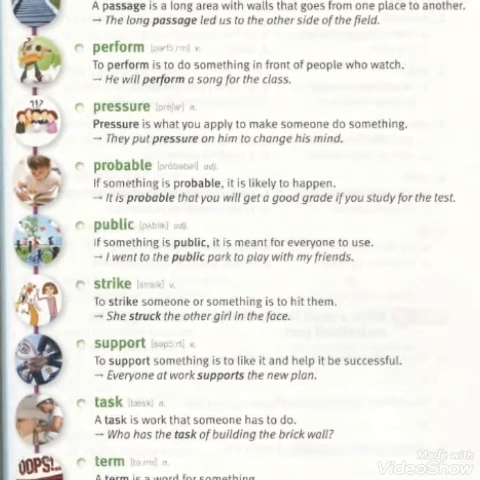 A passage is a long area with walls that goes from one place to another.
→ The long passage led us to the other side of the field.
perform v.
To perform is to do something in front of people who watch.
→ He will perform a song for the class.
pressure n.
Pressure is what you apply to make someone do something.
→ They put pressure on him to change his mind.
probable adj.
If something is probable, it is likely to happen.
→ It is probable that you will get a good grade if you study for the test.
public adj.
If something is public, it is meant for everyone to use.
→ I went to the public park to play with my friends.
strike v.
To strike someone or something is to hit them.
→ She struck the other girl in the face.
support v.
To support something is to like it and help it be successful.
→ Everyone at work supports the new plan.
task [tæsk] n.
A task is work that someone has to do.
→ Who has the task of building the brick wall?
OOPS!..
term n.
A term is a word for something.
Made with
VideoShow